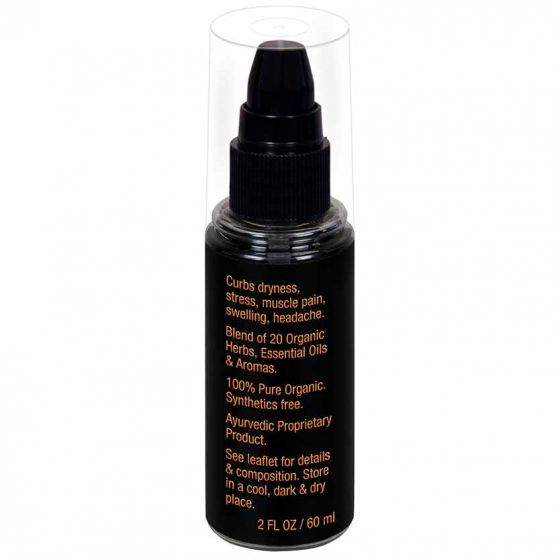 Curbs dryness,
stress, muscle pain,
swelling, headache.
Blend of 20 Organic
Herbs, Essential Oils
& Aromas.
100% Pure Organic.
Synthetics free.
Ayurvedic Proprietary
Product.
See leaflet for details
& composition. Store
in a cool, dark & dry
place.
2 FL OZ / 60 ml